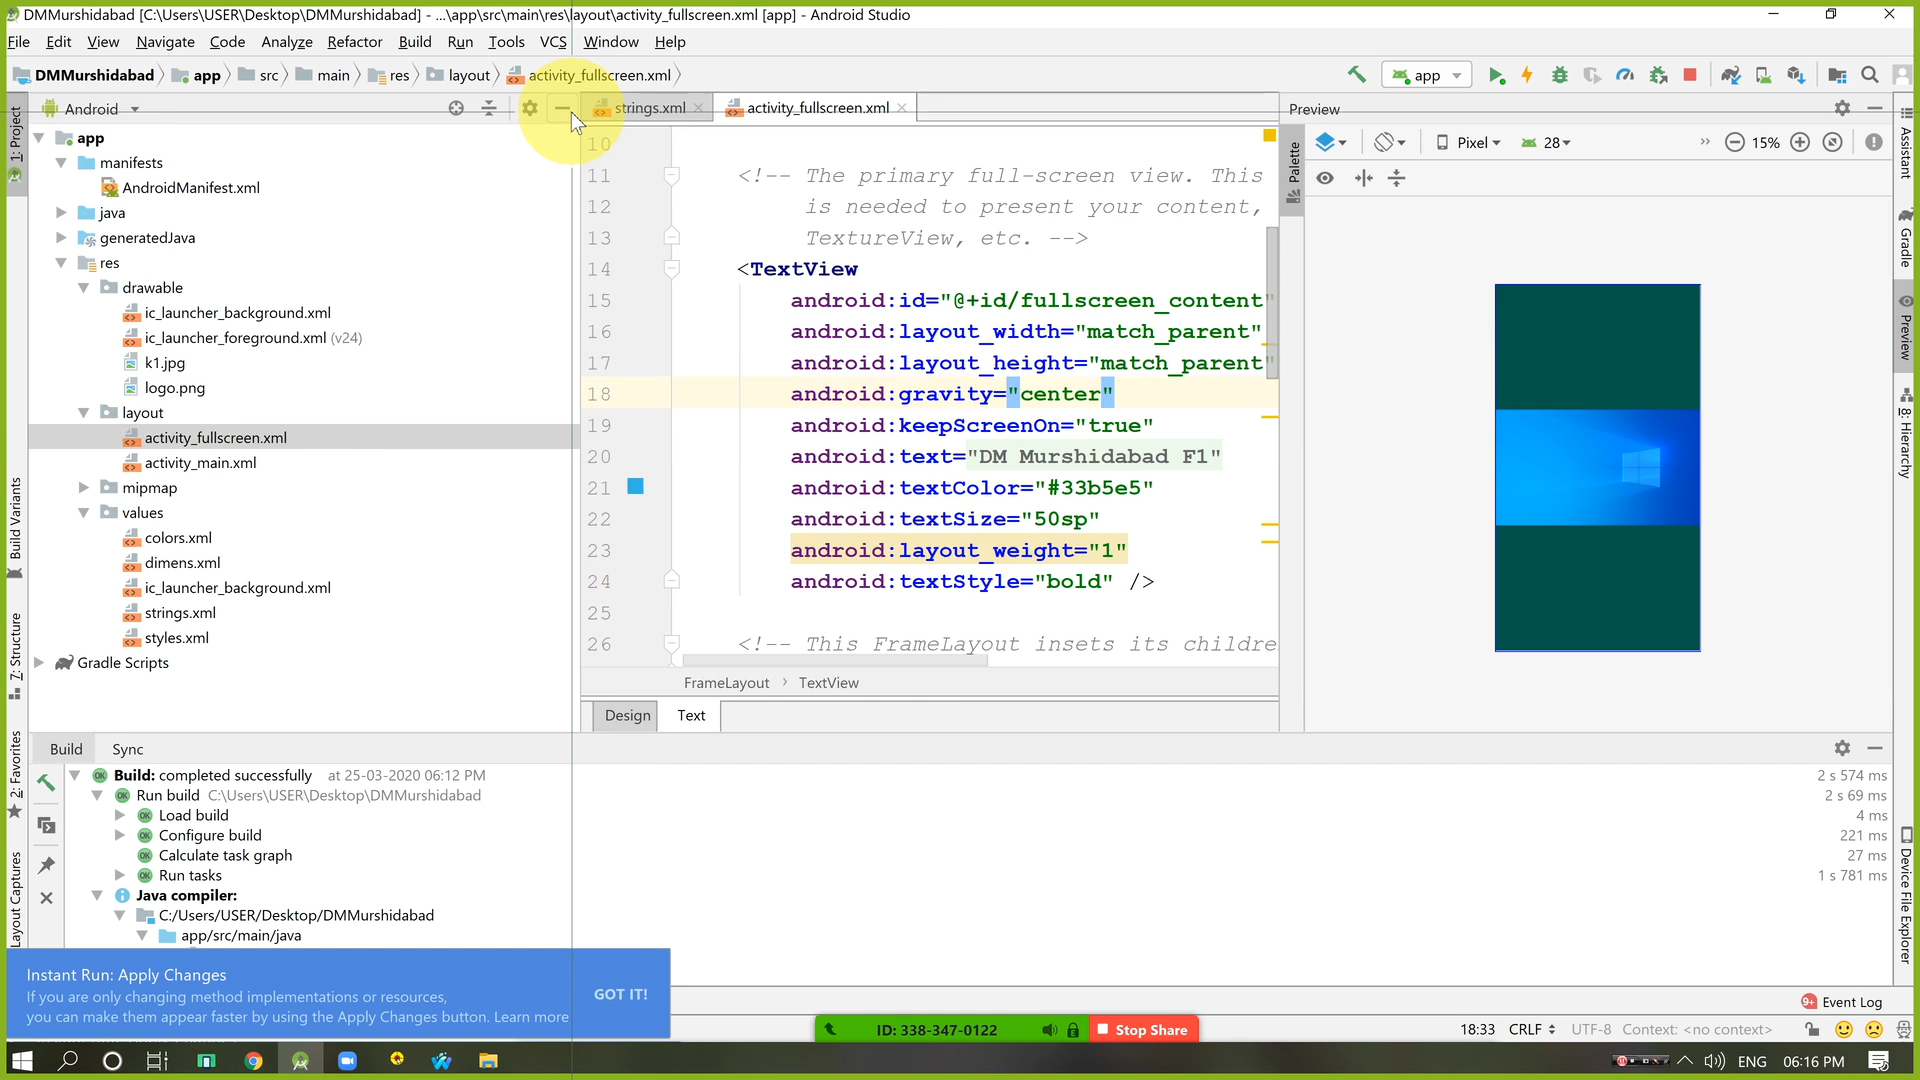 DMMurshidabad [C:\Users\USER\Desktop\DMMurshidabad] - ...\app\src\main\res\layout\activity_fullscreen.xml [app] - Android Studio
File Edit View Navigate Code Analyze Refactor Build Run Tools VCS Window Help
DMMurshidabad app src main res layout activity_fullscreen.xml
app
Android
strings.xml
activity_fullscreen.xml
Preview
1: Project
app
manifests
AndroidManifest.xml
java
generatedJava
res
drawable
ic_launcher_background.xml
ic_launcher_foreground.xml (v24)
k1.jpg
logo.png
layout
activity_fullscreen.xml
activity_main.xml
mipmap
values
colors.xml
dimens.xml
ic_launcher_background.xml
strings.xml
styles.xml
Gradle Scripts
Build Variants
7: Structure
2: Favorites
Layout Captures
10
11 <!-- The primary full-screen view. This
12 is needed to present your content,
13 TextureView, etc. -->
14 <TextView
15 android:id="@+id/fullscreen_content"
16 android:layout_width="match_parent"
17 android:layout_height="match_parent"
18 android:gravity="center"
19 android:keepScreenOn="true"
20 android:text="DM Murshidabad F1"
21 android:textColor="#33b5e5"
22 android:textSize="50sp"
23 android:layout_weight="1"
24 android:textStyle="bold" />
25
26 <!-- This FrameLayout insets its childre
FrameLayout TextView
Design Text
Palette
Pixel 28 15%
Assistant
Gradle
Preview
8: Hierarchy
Device File Explorer
Build Sync
Build: completed successfully at 25-03-2020 06:12 PM 2 s 574 ms
Run build C:\Users\USER\Desktop\DMMurshidabad 2 s 69 ms
Load build 4 ms
Configure build 221 ms
Calculate task graph 27 ms
Run tasks 1 s 781 ms
Java compiler:
C:/Users/USER/Desktop/DMMurshidabad
app/src/main/java
Instant Run: Apply Changes
If you are only changing method implementations or resources,
you can make them appear faster by using the Apply Changes button. Learn more
GOT IT!
9+ Event Log
ID: 338-347-0122 Stop Share
18:33 CRLF UTF-8 Context: <no context>
ENG 06:16 PM